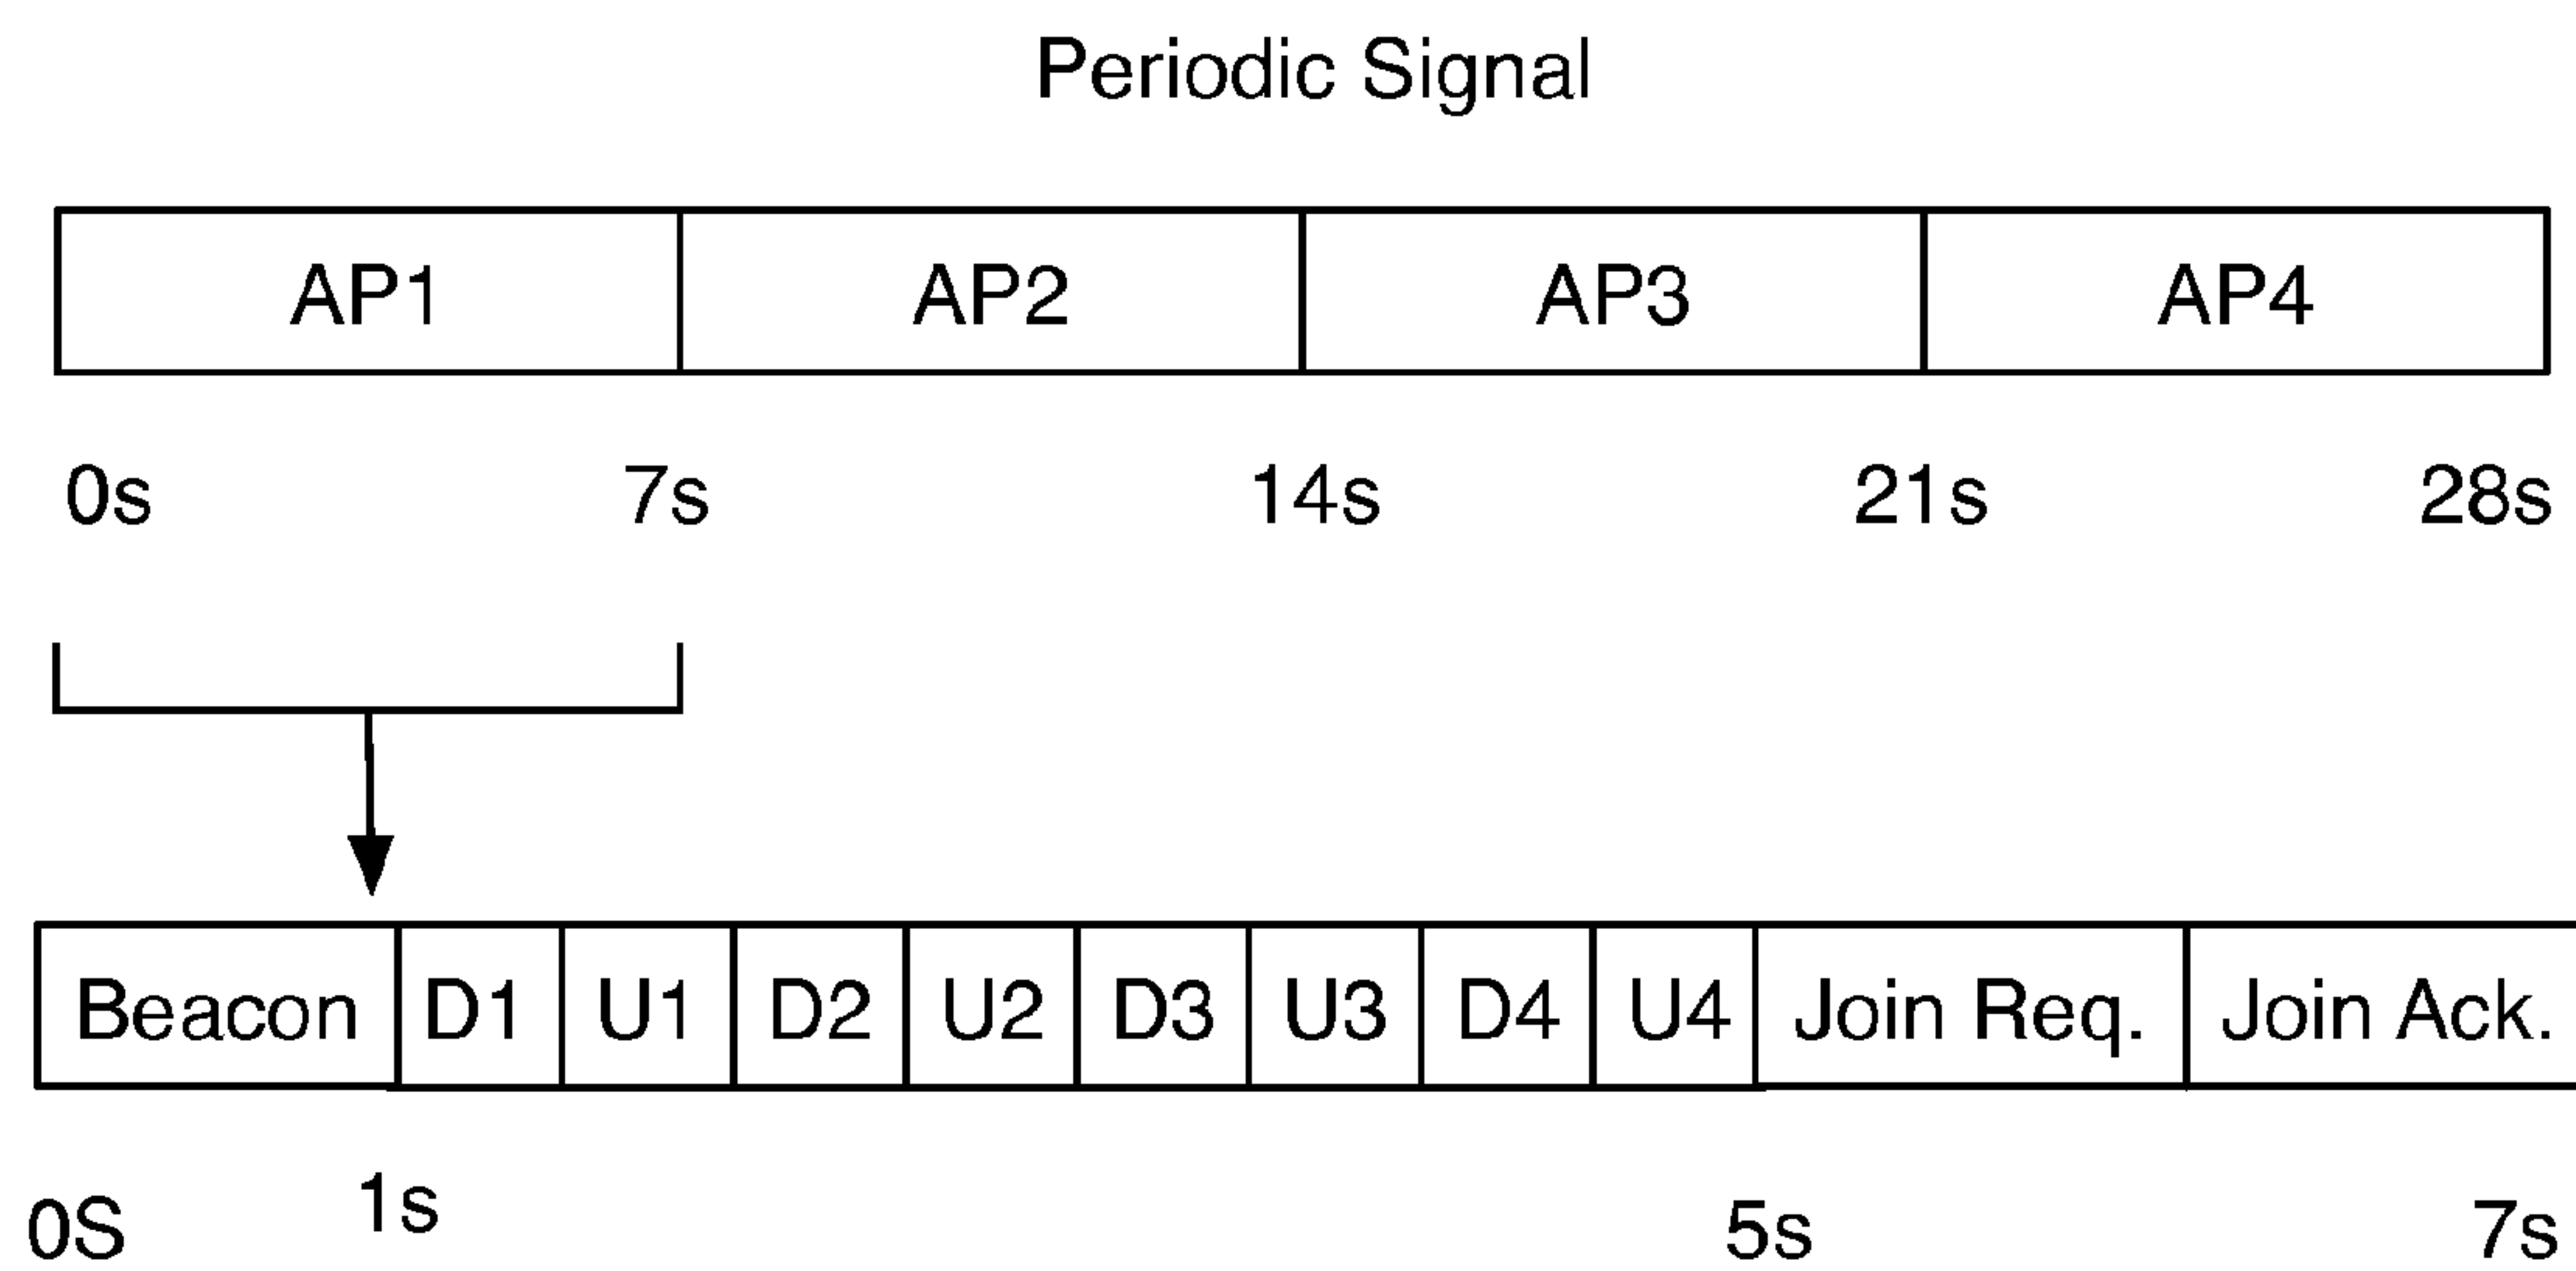 Periodic Signal
AP1 AP2 AP3 AP4
0s 7s 14s 21s 28s
Beacon D1 U1 D2 U2 D3 U3 D4 U4 Join Req. Join Ack.
0S 1s 5s 7s